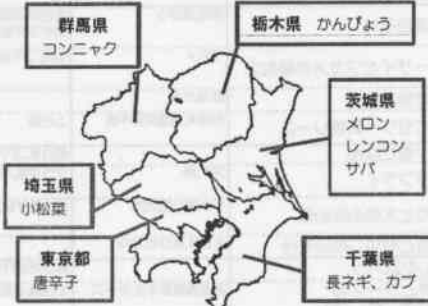 群馬県
コンニャク
栃木県 かんぴょう
茨城県
メロン
レンコン
サバ
埼玉県
小松菜
東京都
唐辛子
千葉県
長ネギ、カブ